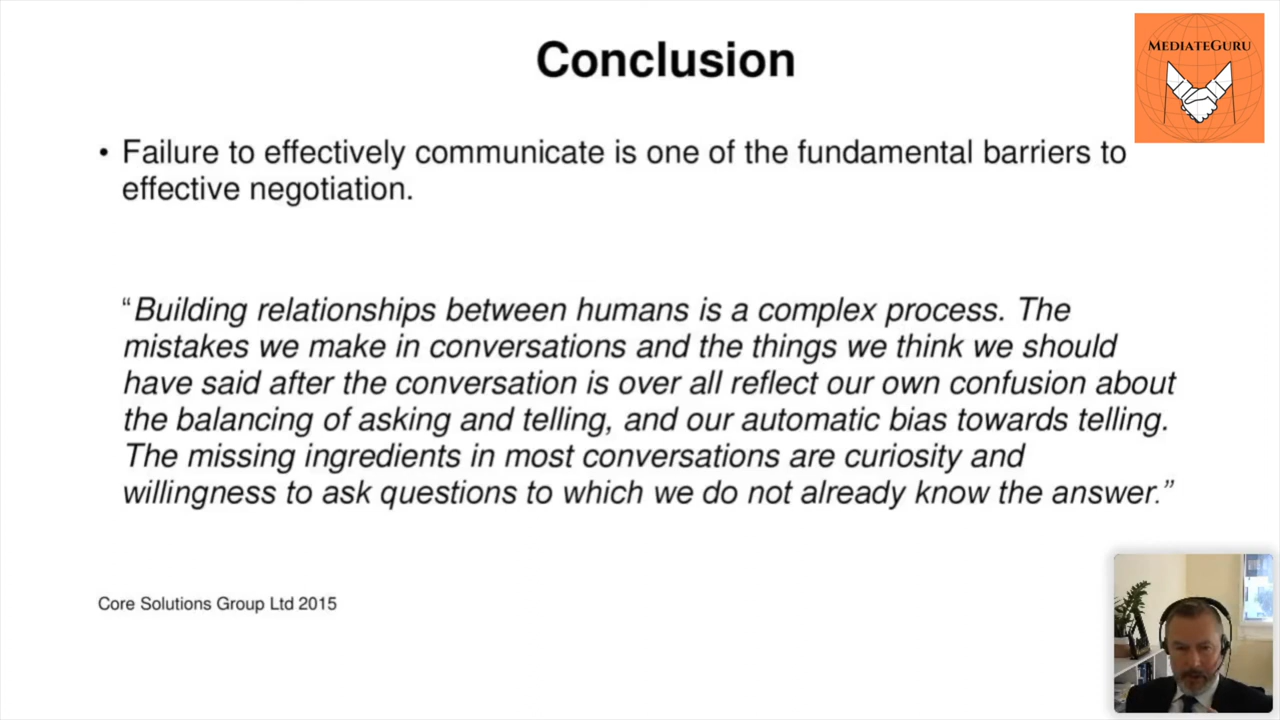 Conclusion
MEDIATEGURU
• Failure to effectively communicate is one of the fundamental barriers to
effective negotiation.
“Building relationships between humans is a complex process. The
mistakes we make in conversations and the things we think we should
have said after the conversation is over all reflect our own confusion about
the balancing of asking and telling, and our automatic bias towards telling.
The missing ingredients in most conversations are curiosity and
willingness to ask questions to which we do not already know the answer.”
Core Solutions Group Ltd 2015